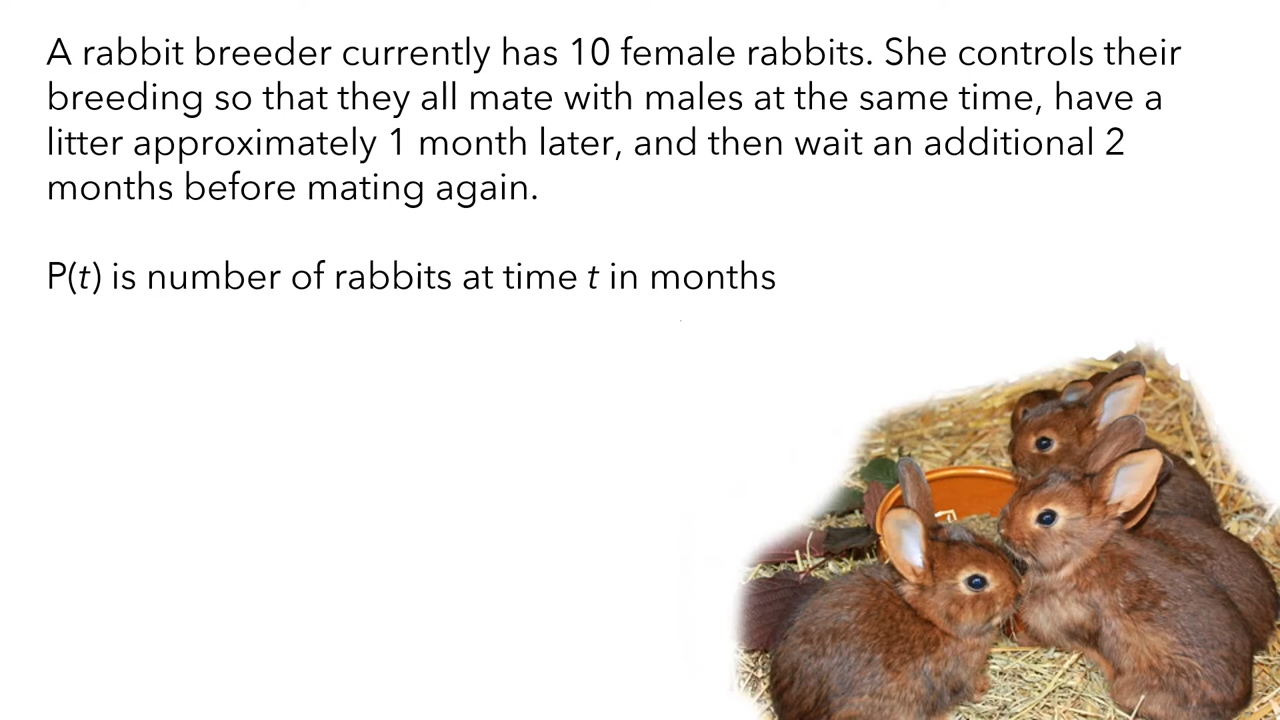 A rabbit breeder currently has 10 female rabbits. She controls their
breeding so that they all mate with males at the same time, have a
litter approximately 1 month later, and then wait an additional 2
months before mating again.
P(t) is number of rabbits at time t in months